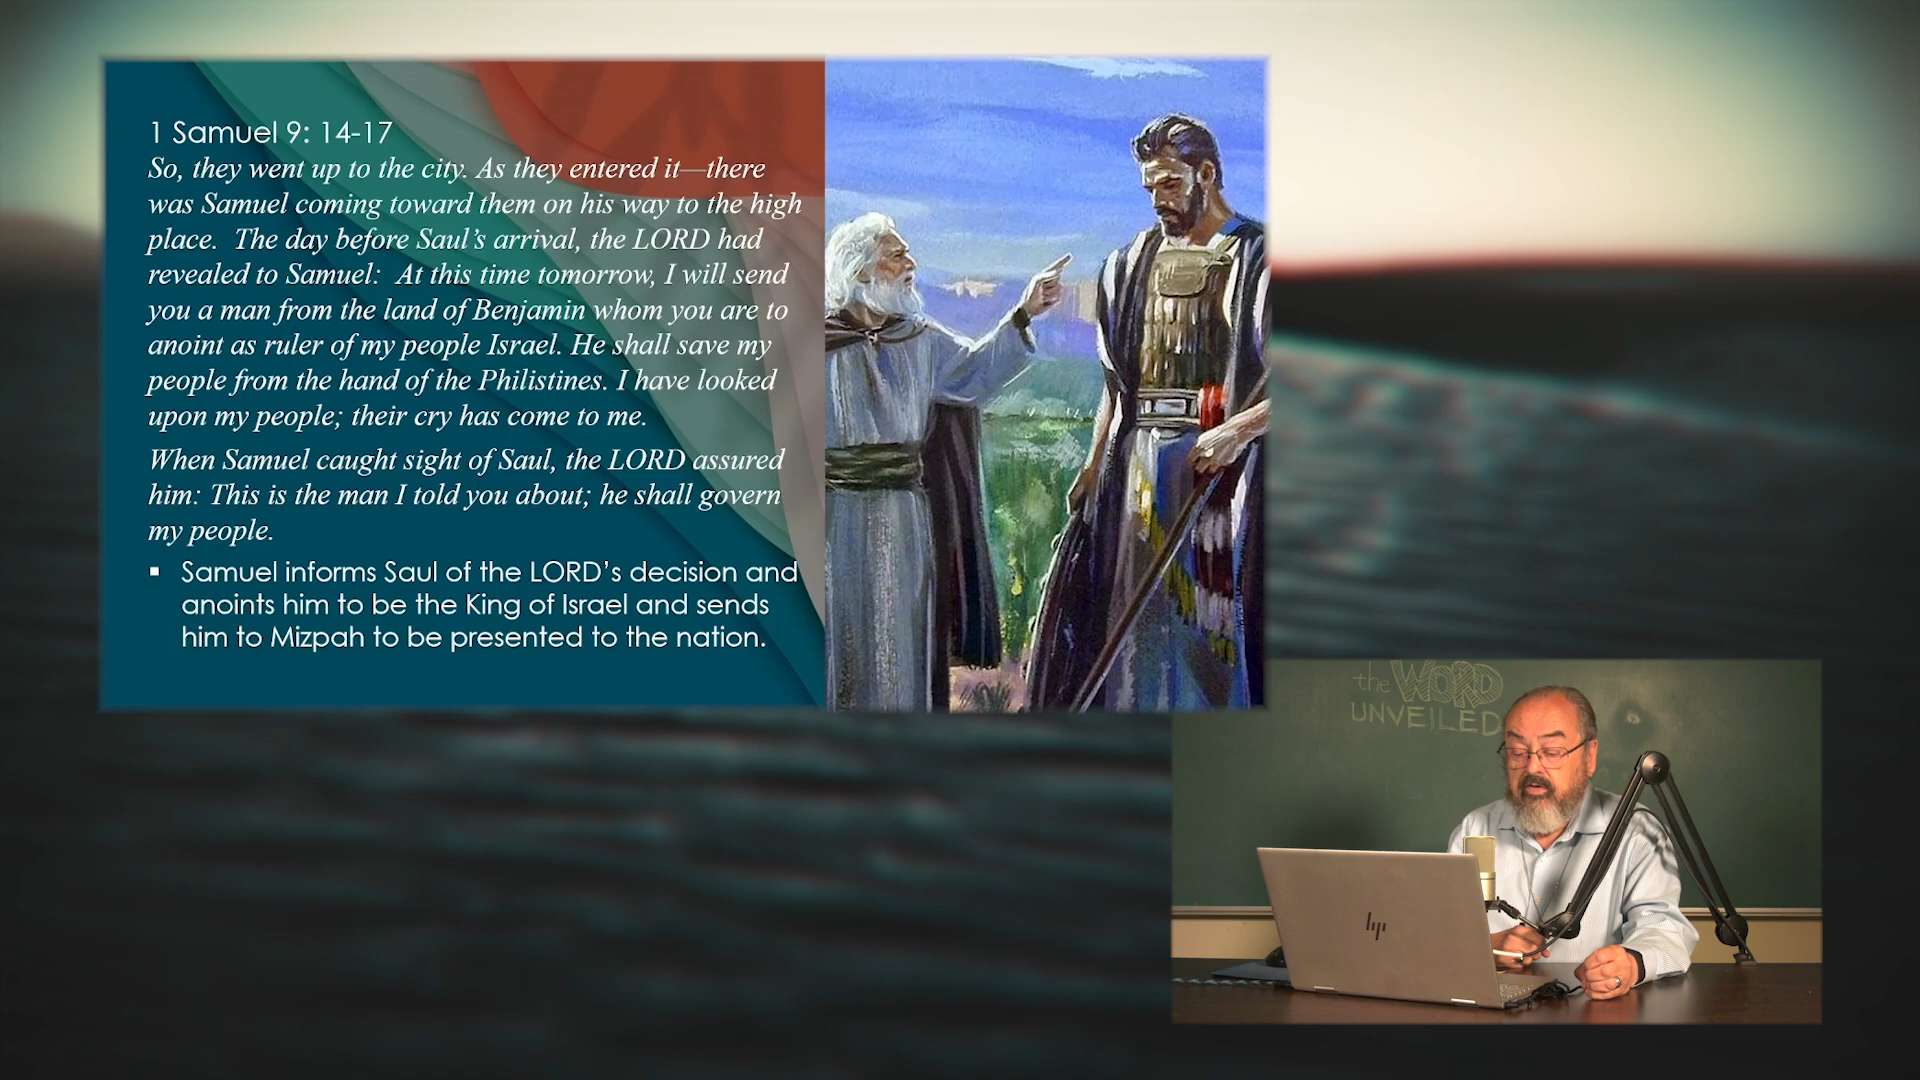 1 Samuel 9: 14-17
So, they went up to the city. As they entered it—there
was Samuel coming toward them on his way to the high
place.  The day before Saul’s arrival, the LORD had
revealed to Samuel:  At this time tomorrow, I will send
you a man from the land of Benjamin whom you are to
anoint as ruler of my people Israel. He shall save my
people from the hand of the Philistines. I have looked
upon my people; their cry has come to me.
When Samuel caught sight of Saul, the LORD assured
him: This is the man I told you about; he shall govern
my people.
▪ Samuel informs Saul of the LORD’s decision and
anoints him to be the King of Israel and sends
him to Mizpah to be presented to the nation.
the WORD
UNVEILED
hp